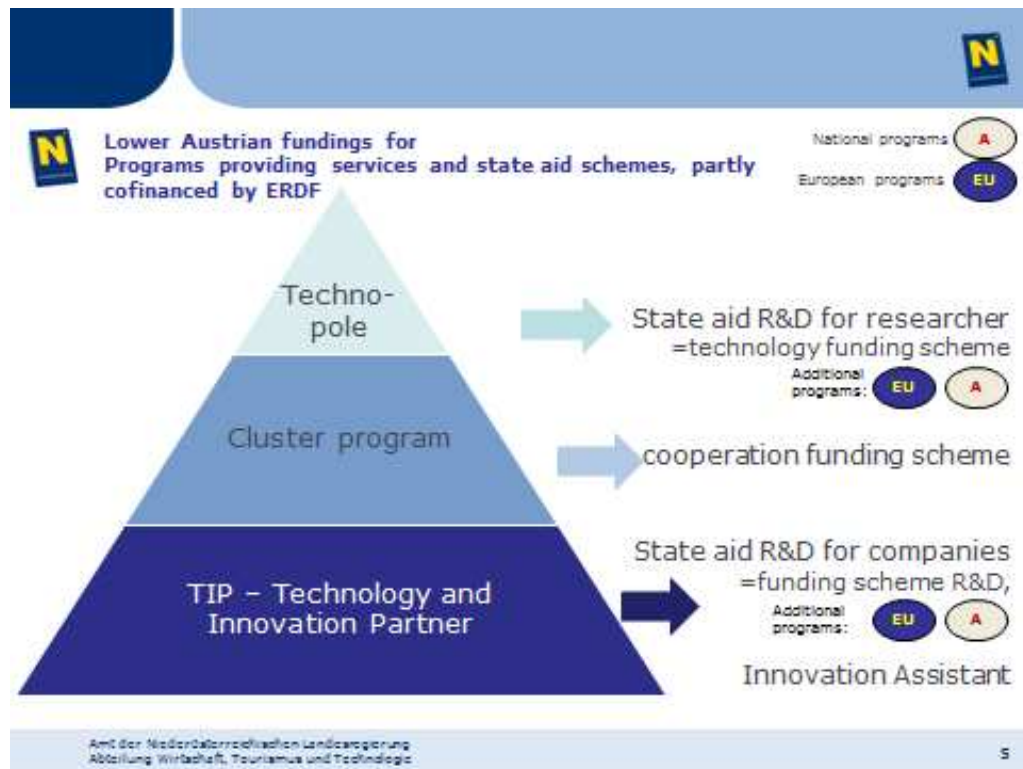 N
N
Lower Austrian fundings for
Programs providing services and state aid schemes, partly
cofinanced by ERDF
National programs A
European programs EU
Techno-
pole
State aid R&D for researcher
=technology funding scheme
Additional
programs: EU A
Cluster program
cooperation funding scheme
TIP – Technology and
Innovation Partner
State aid R&D for companies
=funding scheme R&D,
Additional
programs: EU A
Innovation Assistant
Amt der Niederösterreichischen Landesregierung
Abteilung Wirtschaft, Tourismus und Technologie
5